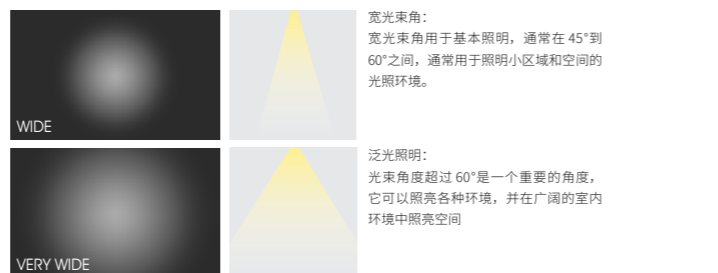 宽光束角：
宽光束角用于基本照明，通常在 45°到
60°之间，通常用于照明小区域和空间的
光照环境。
WIDE
泛光照明：
光束角度超过 60°是一个重要的角度，
它可以照亮各种环境，并在广阔的室内
环境中照亮空间
VERY WIDE